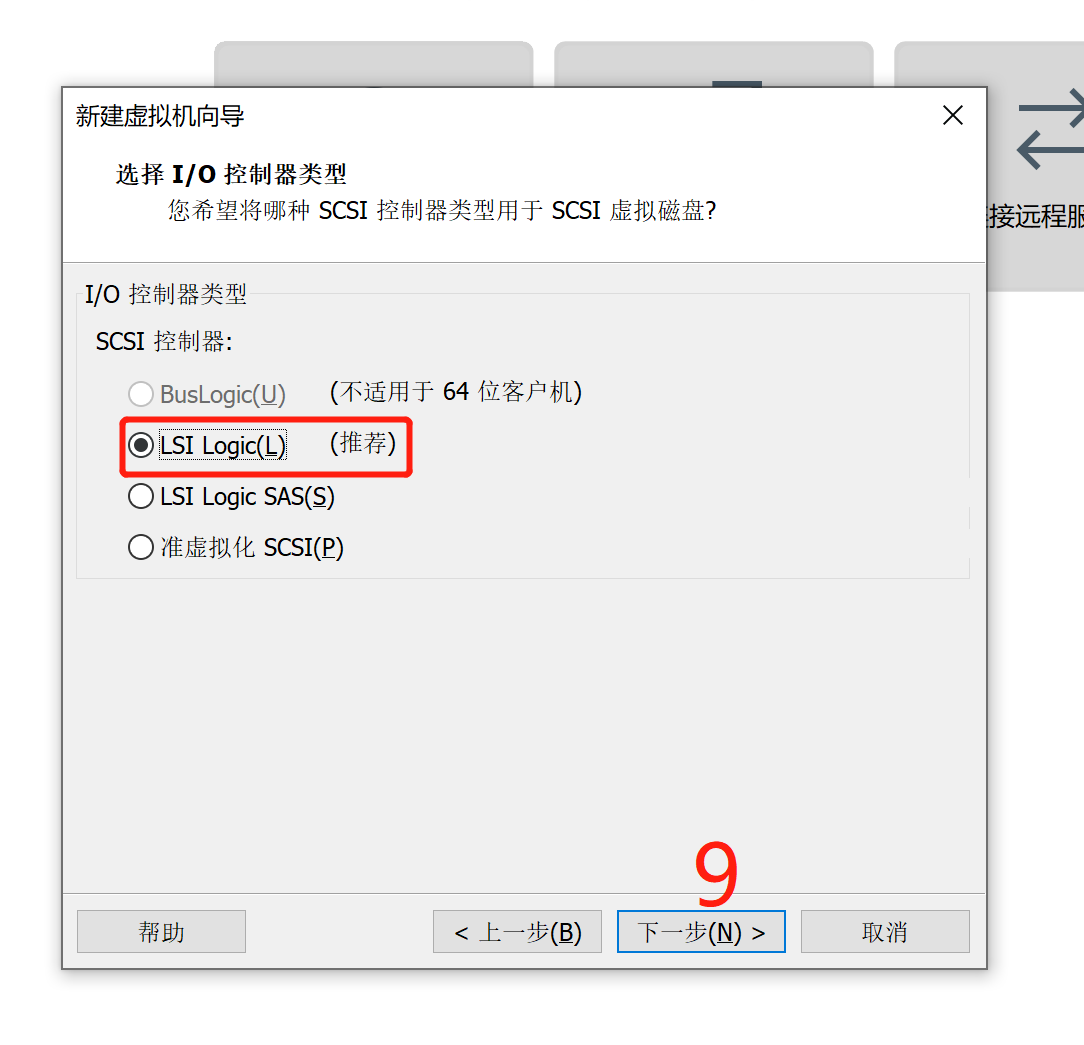 新建虚拟机向导
选择 I/O 控制器类型
您希望将哪种 SCSI 控制器类型用于 SCSI 虚拟磁盘?
接远程服
I/O 控制器类型
SCSI 控制器:
BusLogic(U) (不适用于 64 位客户机)
LSI Logic(L) (推荐)
LSI Logic SAS(S)
准虚拟化 SCSI(P)
9
帮助 < 上一步(B) 下一步(N) > 取消